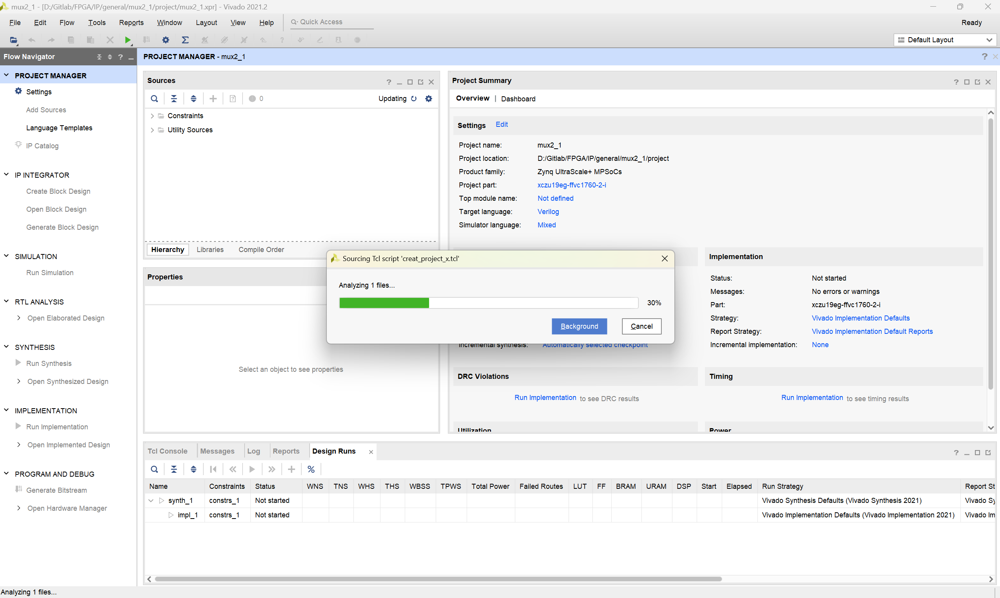 mux2_1 - [D:/Gitlab/FPGA/IP/general/mux2_1/project/mux2_1.xpr] - Vivado 2021.2
File Edit Flow Tools Reports Window Layout View Help Quick Access Ready
Default Layout
Flow Navigator
PROJECT MANAGER - mux2_1
PROJECT MANAGER
Settings
Add Sources
Language Templates
IP Catalog
IP INTEGRATOR
Create Block Design
Open Block Design
Generate Block Design
SIMULATION
Run Simulation
RTL ANALYSIS
Open Elaborated Design
SYNTHESIS
Run Synthesis
Open Synthesized Design
IMPLEMENTATION
Run Implementation
Open Implemented Design
PROGRAM AND DEBUG
Generate Bitstream
Open Hardware Manager
Sources
0 Updating
Constraints
Utility Sources
Hierarchy Libraries Compile Order
Properties
Select an object to see properties
Project Summary
Overview | Dashboard
Settings Edit
Project name: mux2_1
Project location: D:/Gitlab/FPGA/IP/general/mux2_1/project
Product family: Zynq UltraScale+ MPSoCs
Project part: xczu19eg-ffvc1760-2-i
Top module name: Not defined
Target language: Verilog
Simulator language: Mixed
Sourcing Tcl script 'creat_project_x.tcl'
Analyzing 1 files...
30%
Background Cancel
Incremental synthesis: Automatically selected checkpoint
Implementation
Status: Not started
Messages: No errors or warnings
Part: xczu19eg-ffvc1760-2-i
Strategy: Vivado Implementation Defaults
Report Strategy: Vivado Implementation Default Reports
Incremental implementation: None
DRC Violations
Run Implementation to see DRC results
Timing
Run Implementation to see timing results
Utilization
Power
Tcl Console Messages Log Reports Design Runs
Name Constraints Status WNS TNS WHS THS WBSS TPWS Total Power Failed Routes LUT FF BRAM URAM DSP Start Elapsed Run Strategy Report St
synth_1 constrs_1 Not started Vivado Synthesis Defaults (Vivado Synthesis 2021) Vivado Sy
impl_1 constrs_1 Not started Vivado Implementation Defaults (Vivado Implementation 2021) Vivado Im
Analyzing 1 files...